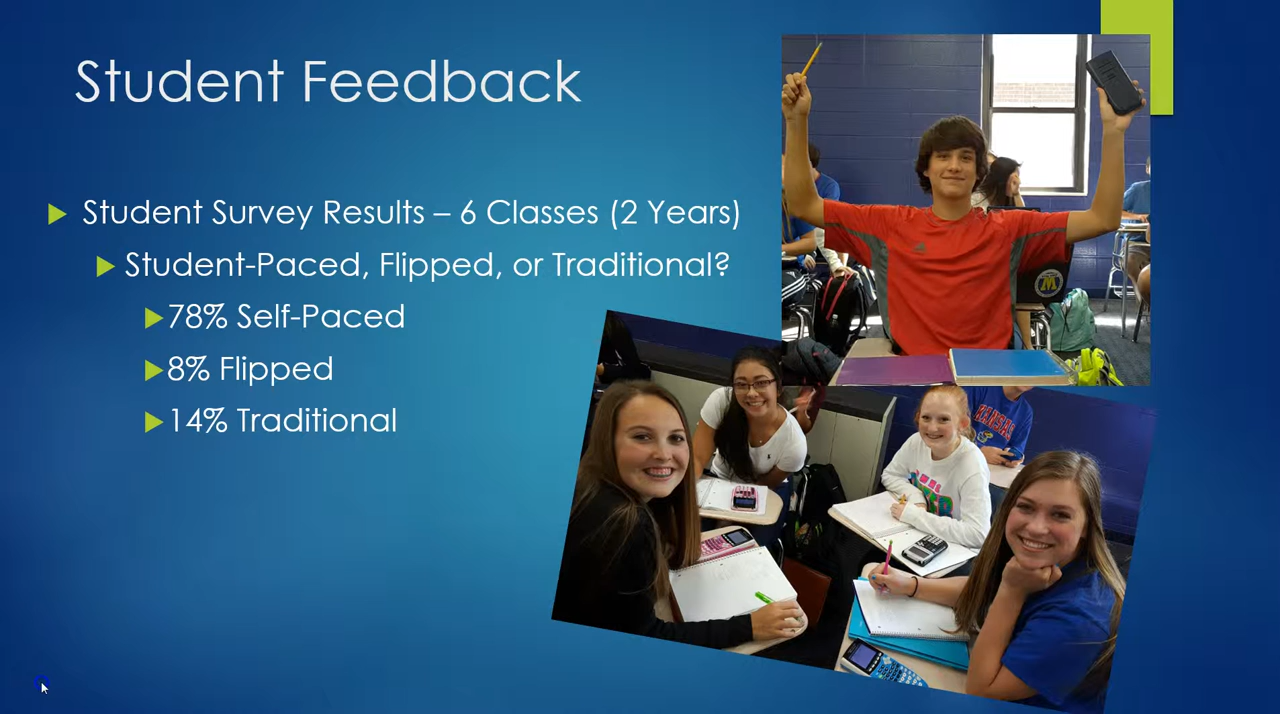 Student Feedback
Student Survey Results – 6 Classes (2 Years)
Student-Paced, Flipped, or Traditional?
78% Self-Paced
8% Flipped
14% Traditional
M
KANSAS